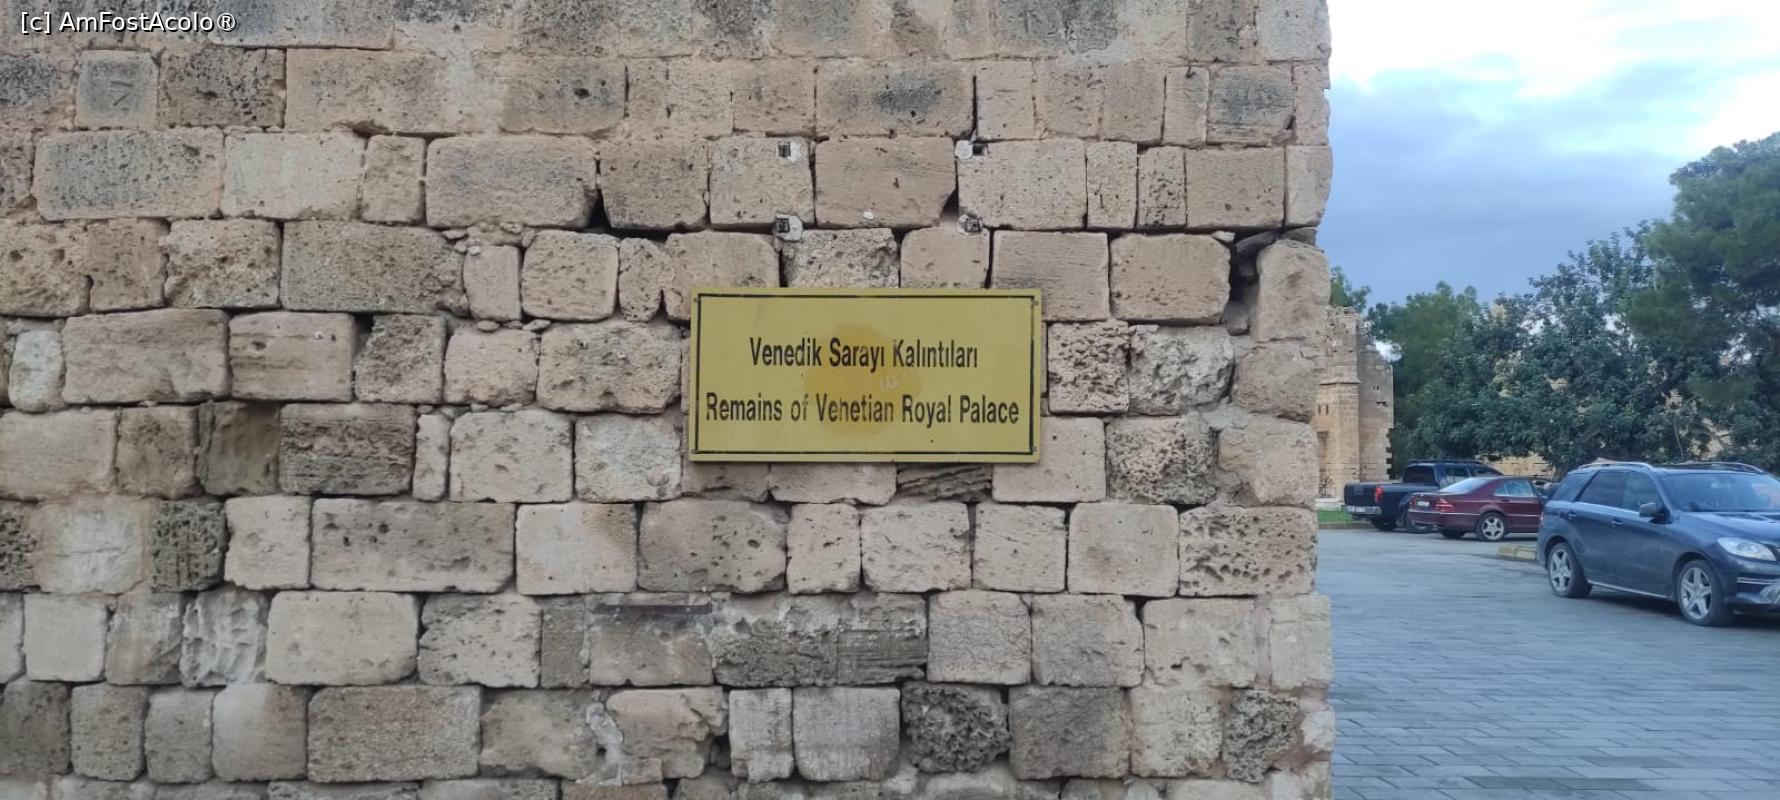 [c] AmFostAcolo®
Venedik Sarayı Kalıntıları
Remains of Venetian Royal Palace